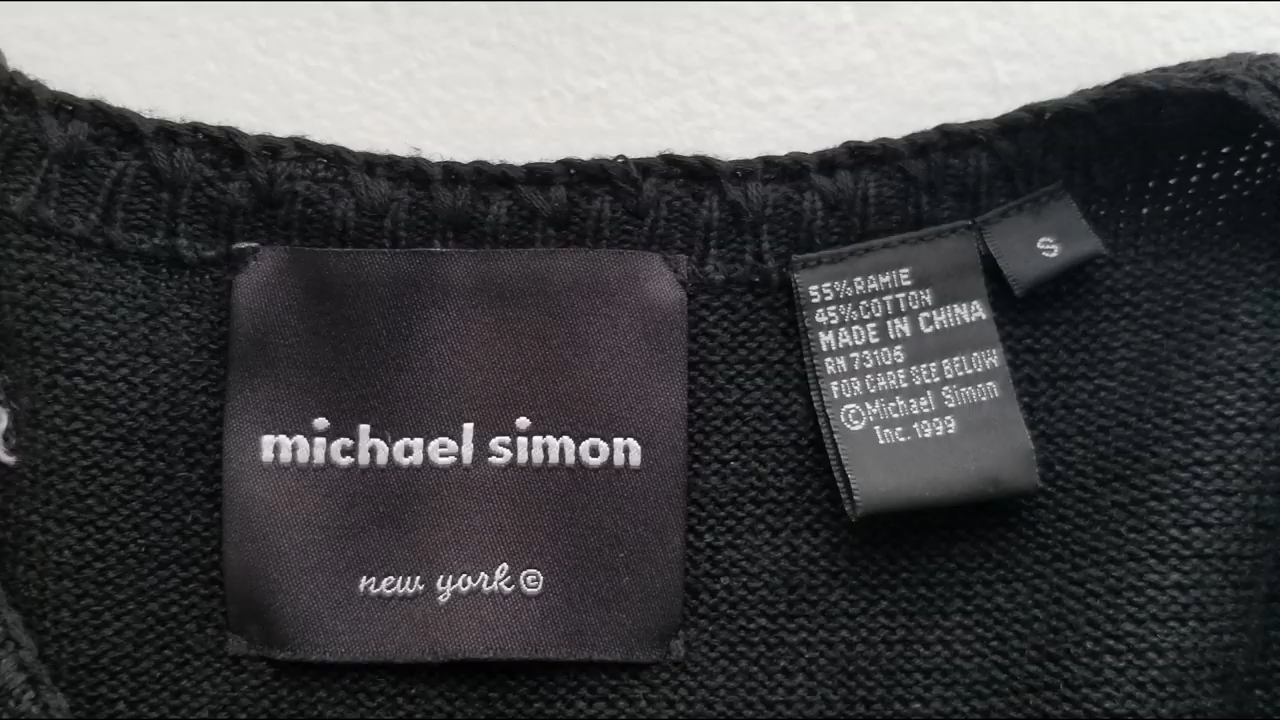 michael simon
new york©
55% RAMIE
45% COTTON
MADE IN CHINA
RN 73106
FOR CARE SEE BELOW
©Michael Simon
Inc. 1999
S